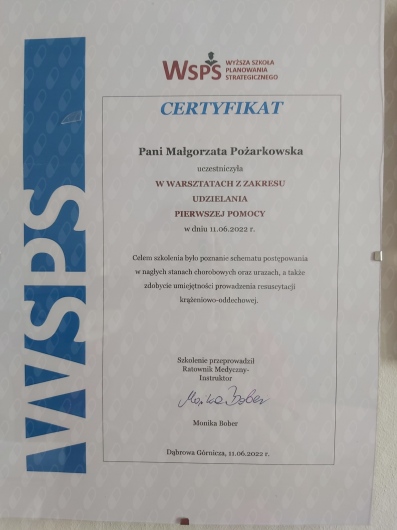 WSPS
WYŻSZA SZKOŁA
PLANOWANIA
STRATEGICZNEGO
CERTYFIKAT
Pani Małgorzata Pożarkowska
uczestniczyła
W WARSZTATACH Z ZAKRESU
UDZIELANIA
PIERWSZEJ POMOCY
w dniu 11.06.2022 r.
Celem szkolenia było poznanie schematu postępowania
w nagłych stanach chorobowych oraz urazach, a także
zdobycie umiejętności prowadzenia resuscytacji
krążeniowo-oddechowej.
Szkolenie przeprowadził
Ratownik Medyczny-
Instruktor
Monika Bober
Monika Bober
Dąbrowa Górnicza, 11.06.2022 r.
WSPS